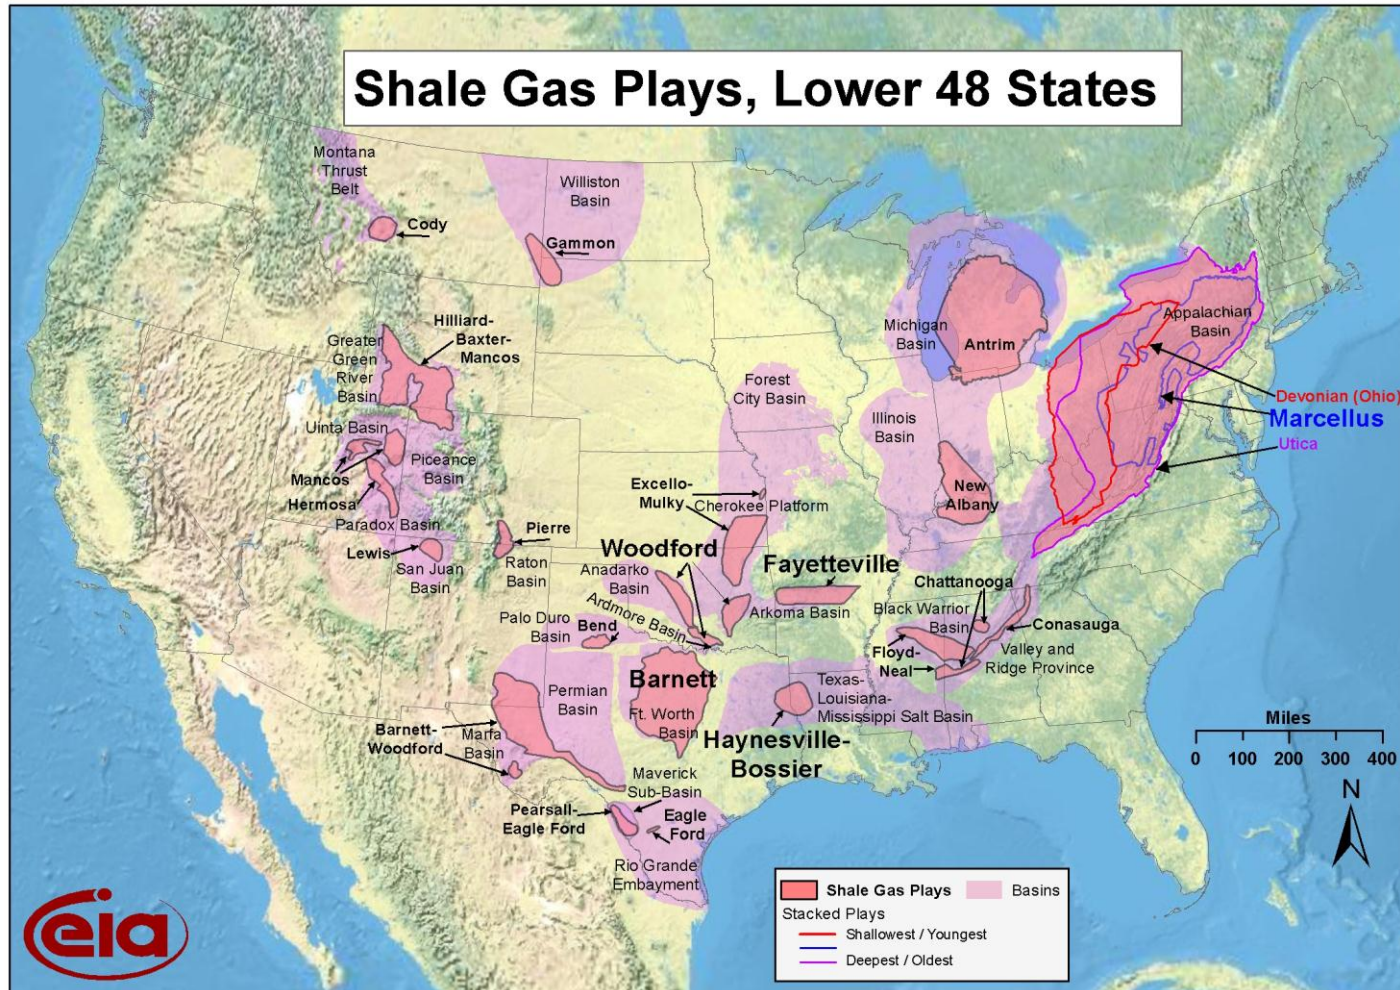 Shale Gas Plays, Lower 48 States
Montana
Thrust
Belt
Cody
Williston
Basin
Gammon
Hilliard-
Baxter-
Mancos
Greater
Green
River
Basin
Uinta Basin
Mancos
Piceance
Basin
Hermosa
Paradox Basin
Lewis
San Juan
Basin
Pierre
Raton
Basin
Michigan
Basin
Antrim
Forest
City Basin
Illinois
Basin
New
Albany
Appalachian
Basin
Devonian (Ohio)
Marcellus
Utica
Excello-
Mulky
Cherokee Platform
Woodford
Anadarko
Basin
Ardmore Basin
Fayetteville
Arkoma Basin
Palo Duro
Basin
Bend
Chattanooga
Black Warrior
Basin
Conasauga
Floyd-
Neal
Valley and
Ridge Province
Barnett
Ft. Worth
Basin
Permian
Basin
Barnett-
Woodford
Marfa
Basin
Texas-
Louisiana-
Mississippi Salt Basin
Haynesville-
Bossier
Maverick
Sub-Basin
Pearsall-
Eagle Ford
Eagle
Ford
Rio Grande
Embayment
Miles
0 100 200 300 400
N
Shale Gas Plays
Basins
Stacked Plays
Shallowest / Youngest
Deepest / Oldest
eia